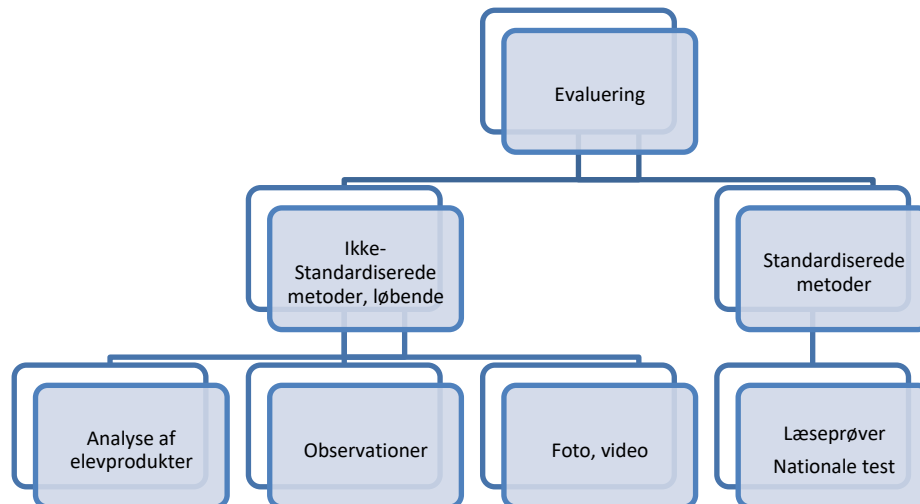 Evaluering
Ikke-
Standardiserede
metoder, løbende
Standardiserede
metoder
Analyse af
elevprodukter
Observationer
Foto, video
Læseprøver
Nationale test